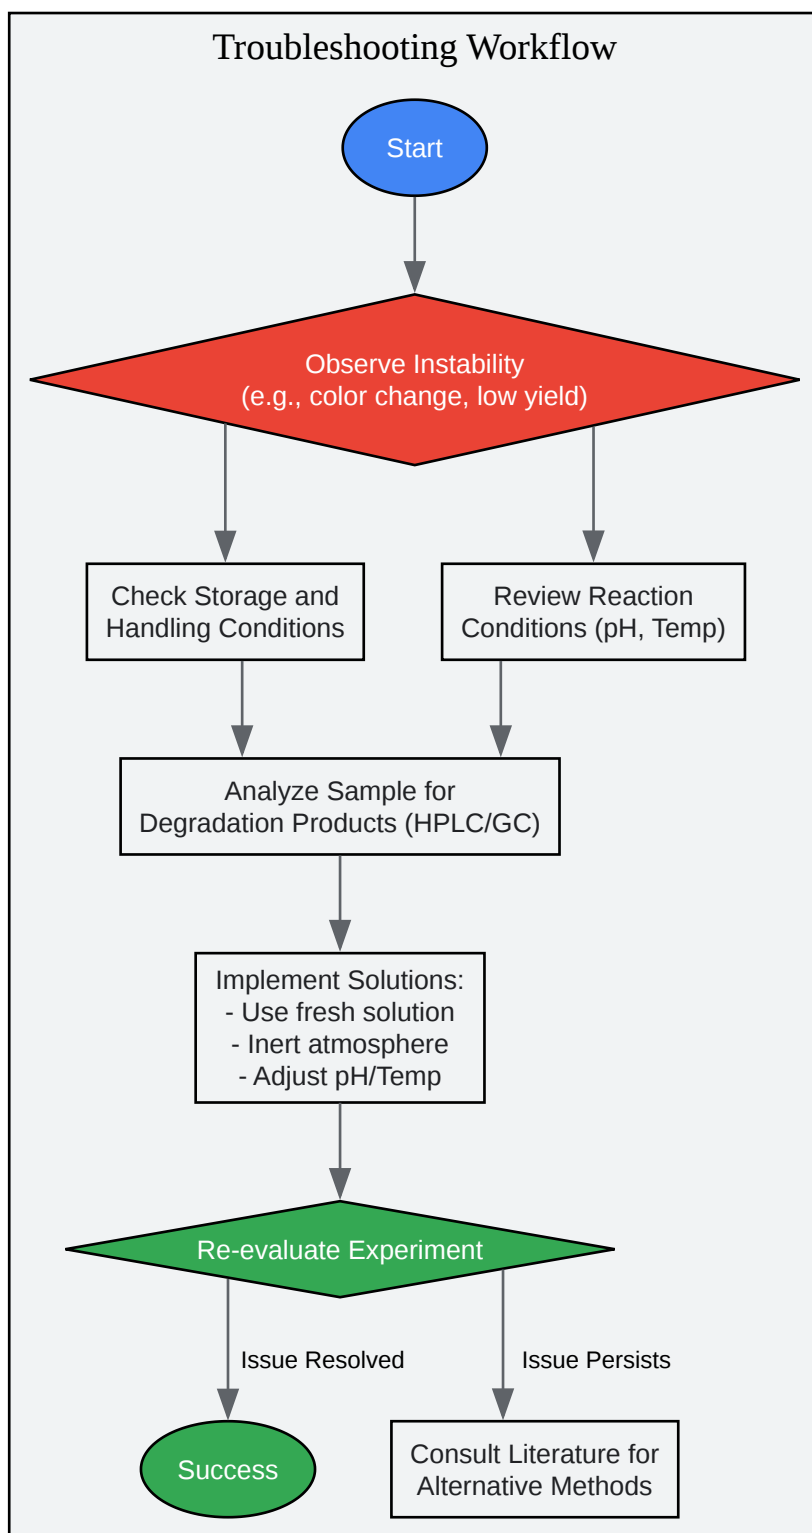 Troubleshooting Workflow
Start
Observe Instability
(e.g., color change, low yield)
Check Storage and
Handling Conditions
Review Reaction
Conditions (pH, Temp)
Analyze Sample for
Degradation Products (HPLC/GC)
Implement Solutions:
- Use fresh solution
- Inert atmosphere
- Adjust pH/Temp
Re-evaluate Experiment
Issue Resolved
Issue Persists
Success
Consult Literature for
Alternative Methods